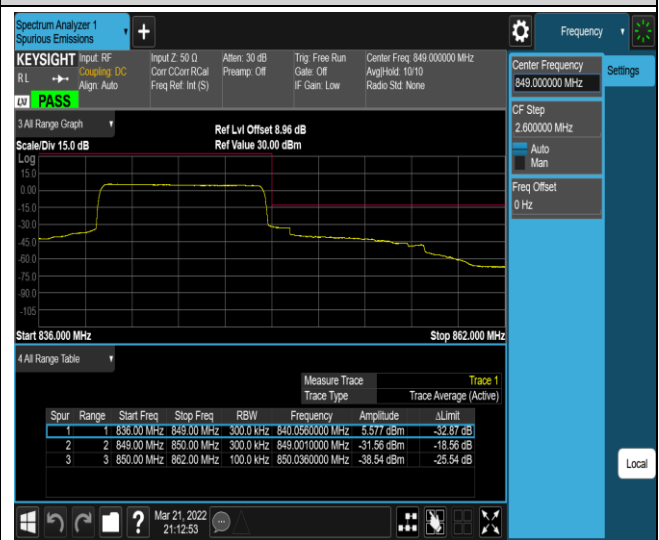 Spectrum Analyzer 1
Spurious Emissions
Frequency
KEYSIGHT Input: RF Input Z: 50 Ω Atten: 30 dB Trig: Free Run Center Freq: 849.000000 MHz
RL Coupling: DC Corr CCorr RCal Preamp: Off Gate: Off Avg|Hold: 10/10
Align: Auto Freq Ref: Int (S) IF Gain: Low Radio Std: None
LXI PASS
Center Frequency
849.000000 MHz
Settings
CF Step
2.600000 MHz
Auto
Man
Freq Offset
0 Hz
3 All Range Graph
Ref Lvl Offset 8.96 dB
Scale/Div 15.0 dB Ref Value 30.00 dBm
Log
15.0
0.00
-15.0
-30.0
-45.0
-60.0
-75.0
-90.0
-105
Start 836.000 MHz Stop 862.000 MHz
4 All Range Table
Measure Trace Trace 1
Trace Type Trace Average (Active)
Spur Range Start Freq Stop Freq RBW Frequency Amplitude ΔLimit
1 1 836.00 MHz 849.00 MHz 300.0 kHz 840.0560000 MHz 5.577 dBm -32.87 dB
2 2 849.00 MHz 850.00 MHz 300.0 kHz 849.0010000 MHz -31.56 dBm -18.56 dB
3 3 850.00 MHz 862.00 MHz 100.0 kHz 850.0360000 MHz -38.54 dBm -25.54 dB
Local
Mar 21, 2022
21:12:53